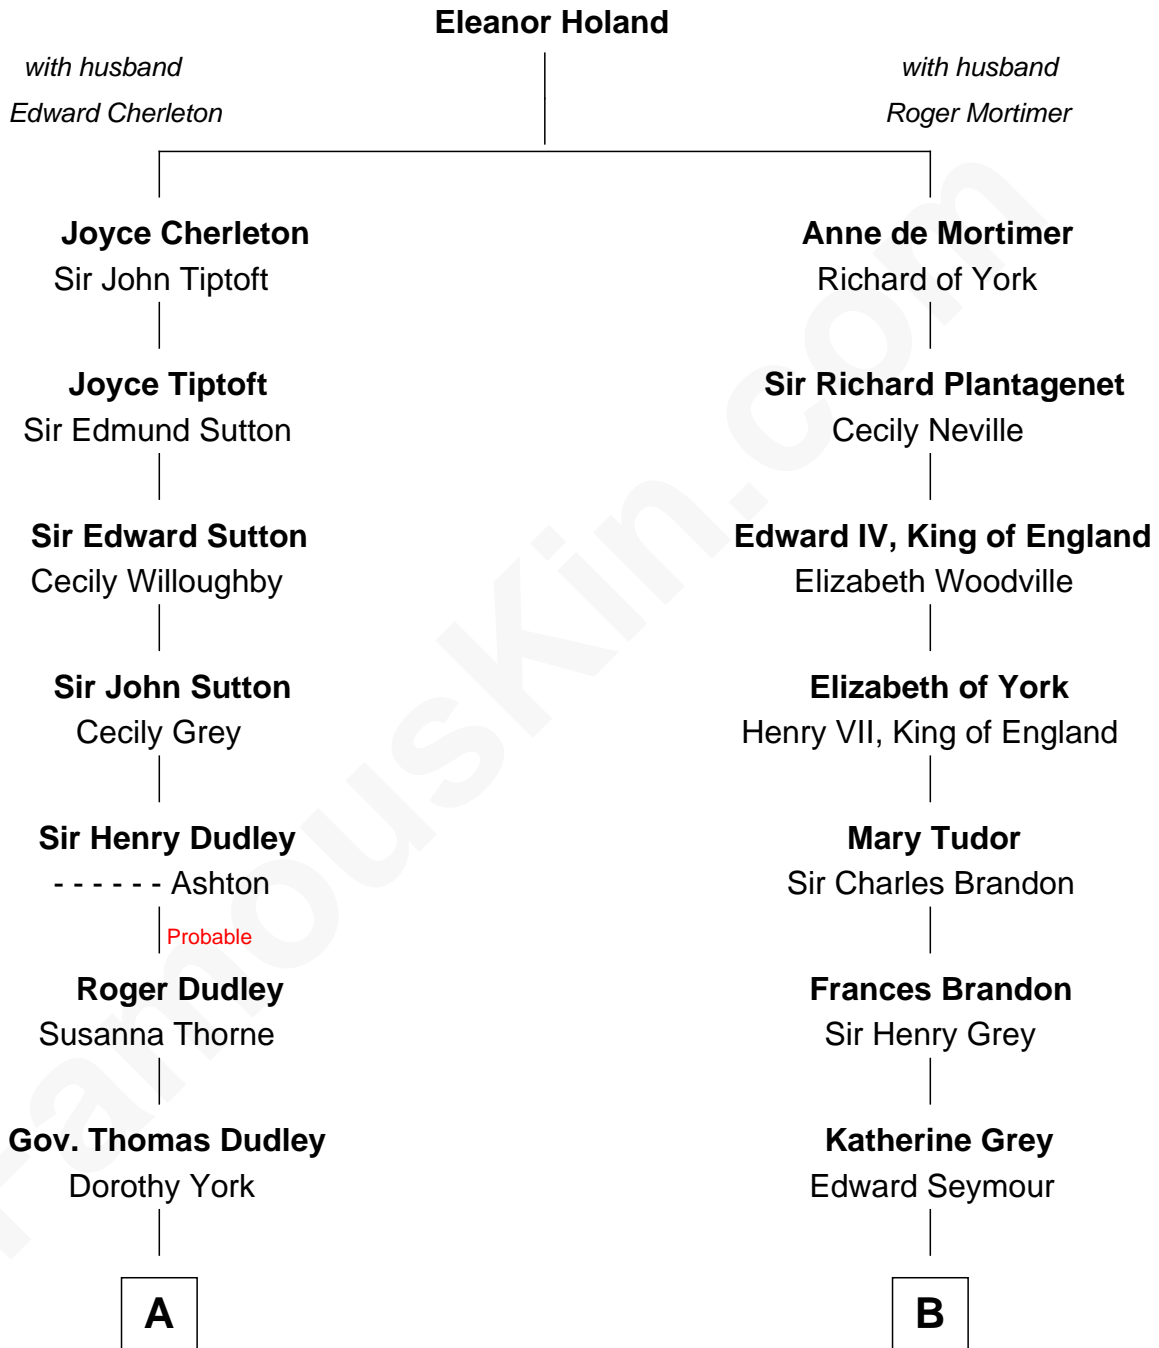 Eleanor Holand
with husband
Edward Cherleton
with husband
Roger Mortimer
Joyce Cherleton
Sir John Tiptoft
Anne de Mortimer
Richard of York
Joyce Tiptoft
Sir Edmund Sutton
Sir Richard Plantagenet
Cecily Neville
Sir Edward Sutton
Cecily Willoughby
Edward IV, King of England
Elizabeth Woodville
Sir John Sutton
Cecily Grey
Elizabeth of York
Henry VII, King of England
Sir Henry Dudley
- - - - - - Ashton
Probable
Mary Tudor
Sir Charles Brandon
Roger Dudley
Susanna Thorne
Frances Brandon
Sir Henry Grey
Gov. Thomas Dudley
Dorothy York
Katherine Grey
Edward Seymour
A
B
FamousKin.com